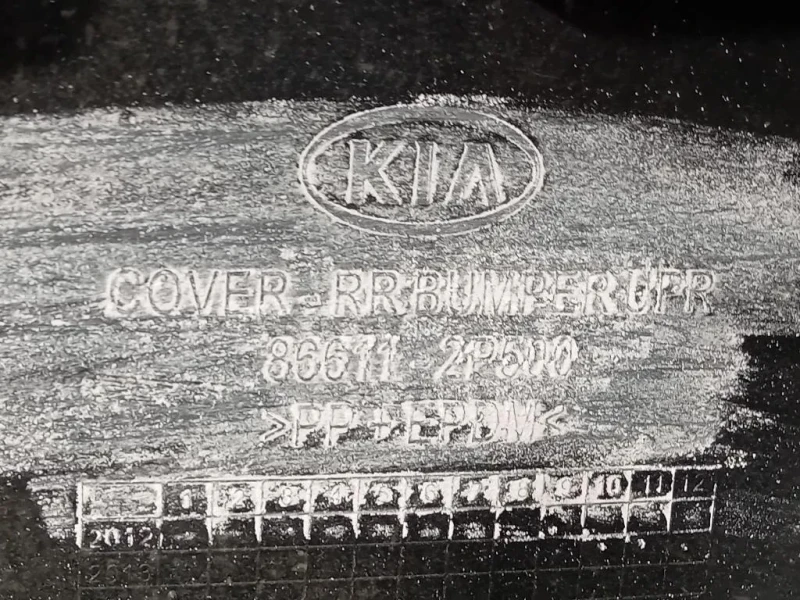 KIA
COVER - RR BUMPER UPR
86611 - 2P500
>PP + EPDM<
1 2 3 4 5 6 7 8 9 10 11 12
2012